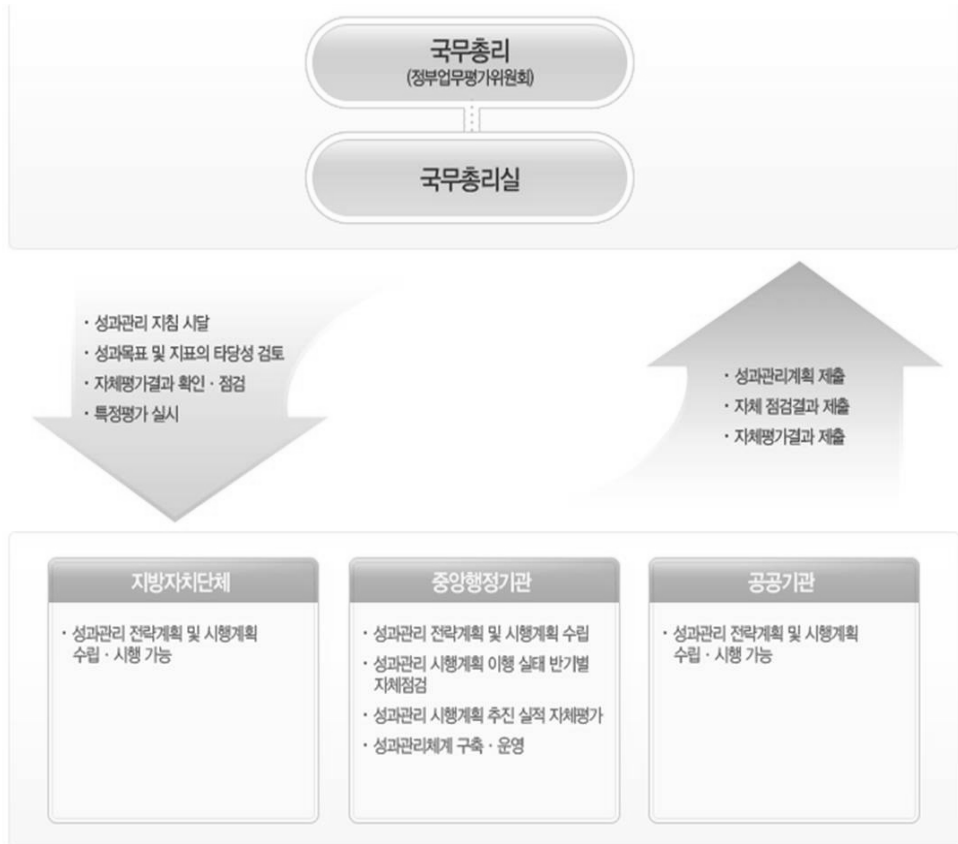 국무총리
(정부업무평가위원회)
국무총리실
· 성과관리 지침 시달
· 성과목표 및 지표의 타당성 검토
· 자체평가결과 확인 · 점검
· 특정평가 실시
· 성과관리계획 제출
· 자체 점검결과 제출
· 자체평가결과 제출
지방자치단체
· 성과관리 전략계획 및 시행계획
수립 · 시행 가능
중앙행정기관
· 성과관리 전략계획 및 시행계획 수립
· 성과관리 시행계획 이행 실태 반기별
자체점검
· 성과관리 시행계획 추진 실적 자체평가
· 성과관리체계 구축 · 운영
공공기관
· 성과관리 전략계획 및 시행계획
수립 · 시행 가능